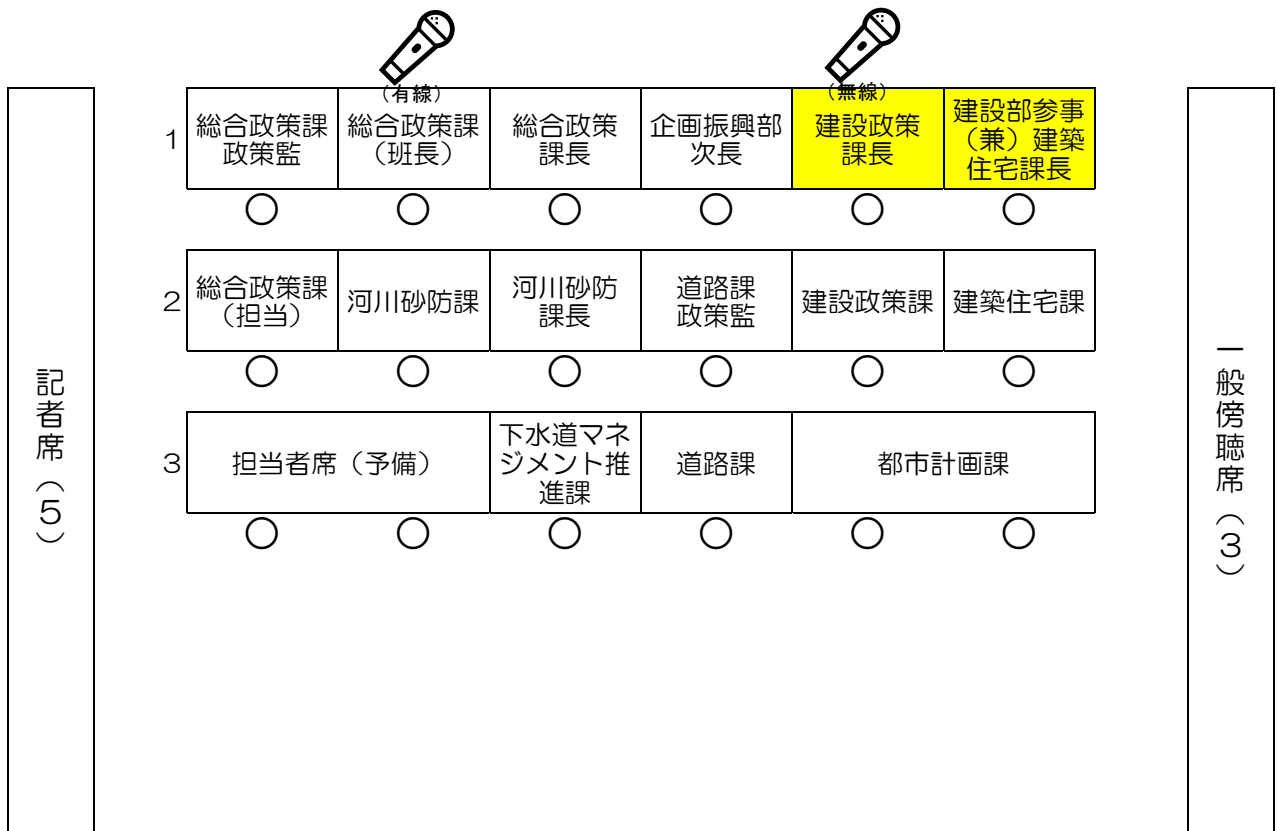 （有線）
（無線）
1
総合政策課
政策監
総合政策課
（班長）
総合政策
課長
企画振興部
次長
建設政策
課長
建設部参事
（兼）建築
住宅課長
2
総合政策課
（担当）
河川砂防課
河川砂防
課長
道路課
政策監
建設政策課
建築住宅課
3
担当者席（予備）
下水道マネ
ジメント推
進課
道路課
都市計画課
記者席（5）
一般傍聴席（3）